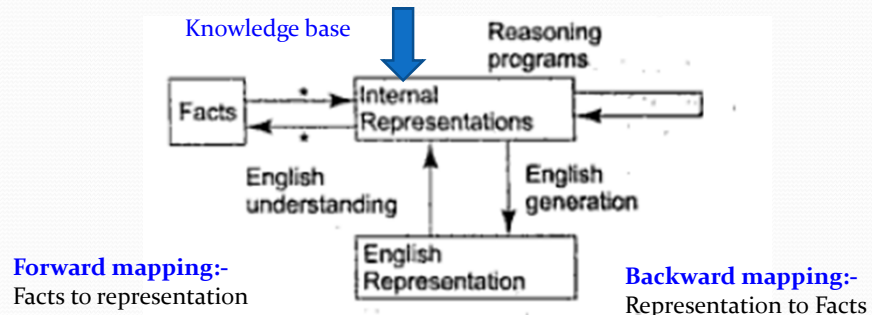 Knowledge base
Reasoning
programs
Facts
*
*
Internal
Representations
English
understanding
English
generation
English
Representation
Forward mapping:-
Facts to representation
Backward mapping:-
Representation to Facts